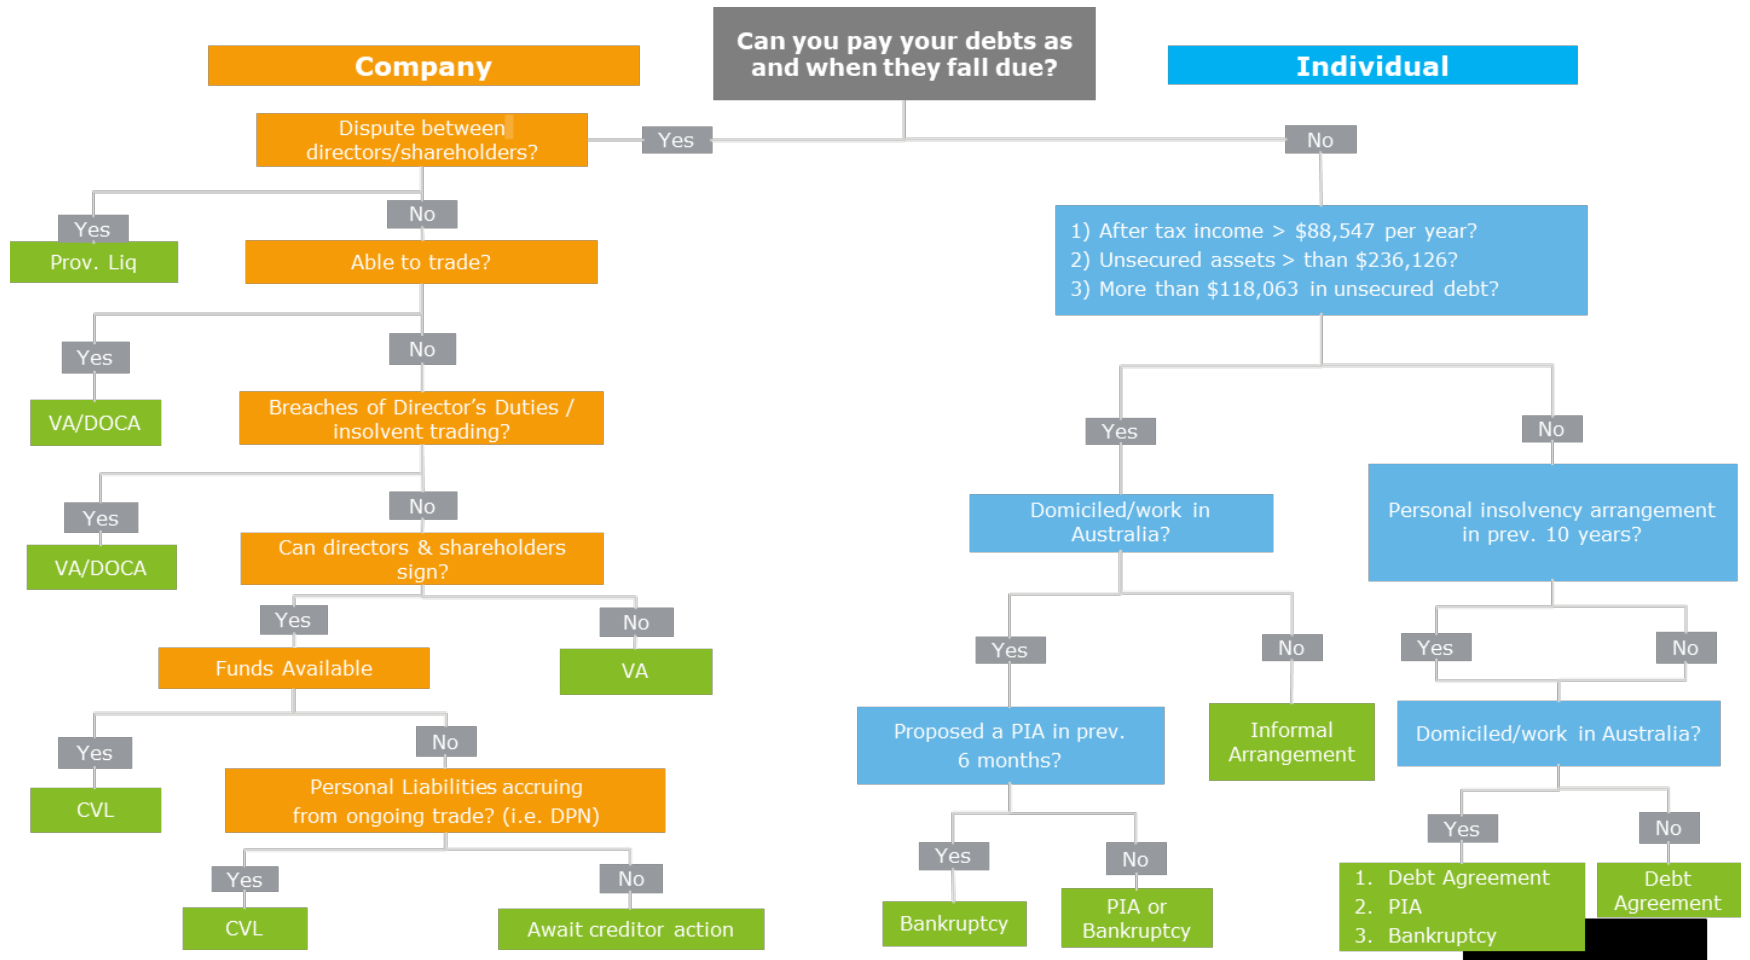 Can you pay your debts as
and when they fall due?
Company
Individual
Dispute between
directors/shareholders?
Yes
No
Yes
No
Prov. Liq
Able to trade?
1) After tax income > $88,547 per year?
2) Unsecured assets > than $236,126?
3) More than $118,063 in unsecured debt?
Yes
No
VA/DOCA
Breaches of Director's Duties /
insolvent trading?
Yes
No
Yes
No
VA/DOCA
Can directors & shareholders
sign?
Domiciled/work in
Australia?
Personal insolvency arrangement
in prev. 10 years?
Yes
No
Funds Available
VA
Yes
No
Yes
No
Yes
No
CVL
Personal Liabilities accruing
from ongoing trade? (i.e. DPN)
Proposed a PIA in prev.
6 months?
Informal
Arrangement
Domiciled/work in Australia?
Yes
No
Yes
No
Yes
No
CVL
Await creditor action
Bankruptcy
PIA or
Bankruptcy
1. Debt Agreement
2. PIA
3. Bankruptcy
Debt
Agreement